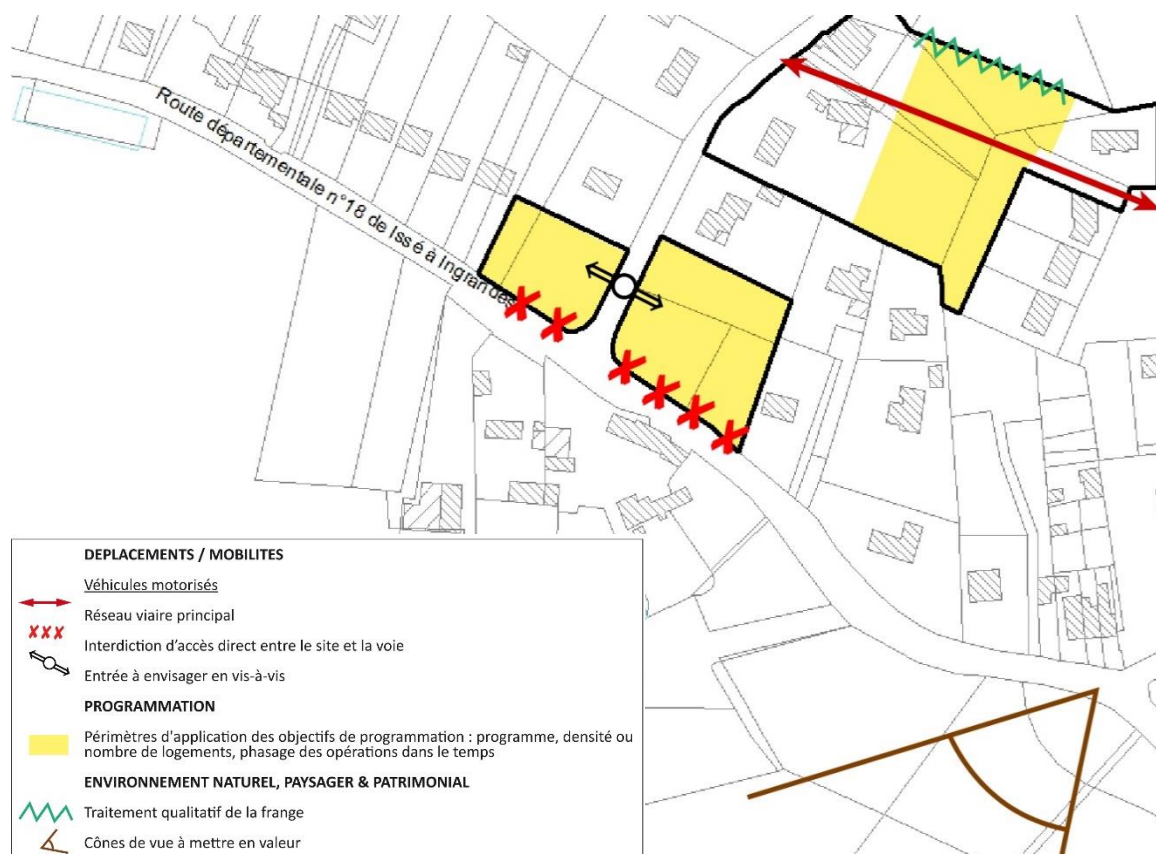 Route départementale n°18 de Issé à Ingrandes
DEPLACEMENTS / MOBILITES
Véhicules motorisés
Réseau viaire principal
Interdiction d'accès direct entre le site et la voie
Entrée à envisager en vis-à-vis
PROGRAMMATION
Périmètres d'application des objectifs de programmation : programme, densité ou
nombre de logements, phasage des opérations dans le temps
ENVIRONNEMENT NATUREL, PAYSAGER & PATRIMONIAL
Traitement qualitatif de la frange
Cônes de vue à mettre en valeur